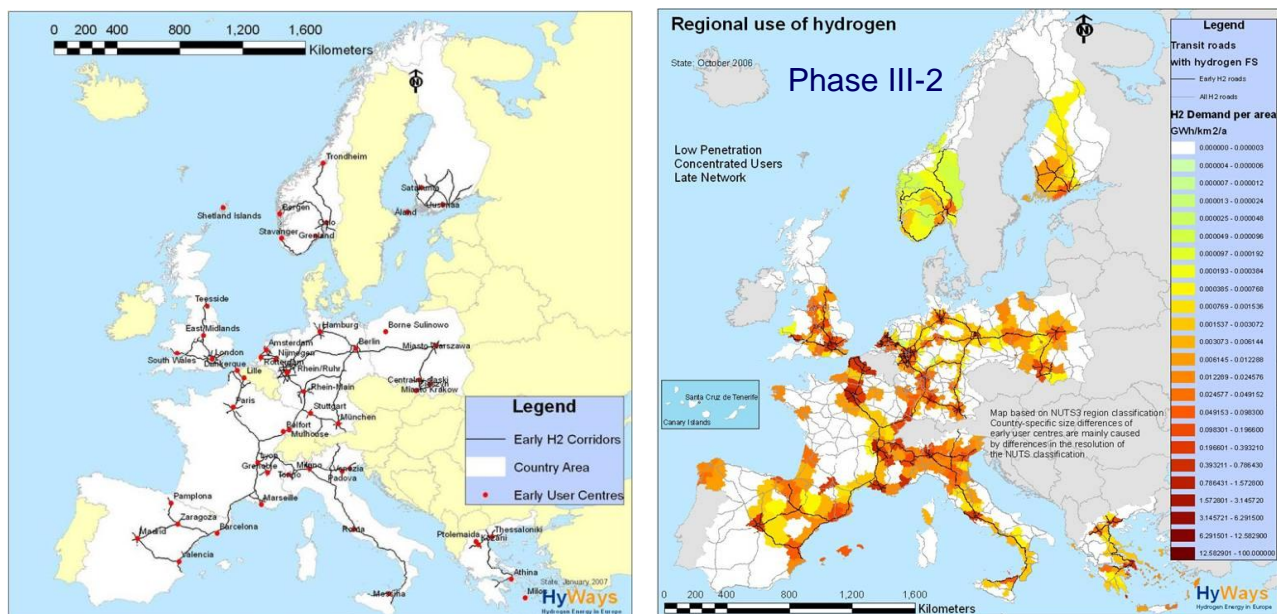 0 200 400 800 1,200 1,600
Kilometers
N
Trondheim
Shetland Islands
Bergen
Oslo
Stavanger
Grenland
Satakunta
Åland
Uusimaa
Teesside
East Midlands
South Wales
London
Dunkerque
Lille
Hamburg
Borne Sulinowo
Amsterdam
Nijmegen
Rotterdam
Berlin
Miasto Warszawa
Rhein/Ruhr
Rhein-Main
Centralny slaski
Miasto Krakow
Paris
Stuttgart
München
Belfort
Mulhouse
Lyon
Grenoble
Milano
Torino
Venezia
Padova
Marseille
Pamplona
Zaragoza
Barcelona
Madrid
Valencia
Roma
Messina
Ptolemaida
Thessaloniki
Kozani
Athina
Milos
Legend
Early H2 Corridors
Country Area
Early User Centres
State: January 2007
HyWays
Hydrogen Energy in Europe
Regional use of hydrogen
State: October 2006
Phase III-2
N
Low Penetration
Concentrated Users
Late Network
Santa Cruz de Tenerife
Canary Islands
Map based on NUTS3 region classification
Country-specific size differences of
early user centres are mainly caused
by differences in the resolution of
the NUTS classification
Legend
Transit roads
with hydrogen FS
Early H2 roads
All H2 roads
H2 Demand per area
GWh/km2/a
0.000000 - 0.000003
0.000004 - 0.000006
0.000007 - 0.000012
0.000013 - 0.000024
0.000025 - 0.000048
0.000049 - 0.000096
0.000097 - 0.000192
0.000193 - 0.000384
0.000385 - 0.000768
0.000769 - 0.001536
0.001537 - 0.003072
0.003073 - 0.006144
0.006145 - 0.012288
0.012289 - 0.024576
0.024577 - 0.049152
0.049153 - 0.098300
0.098301 - 0.196600
0.196601 - 0.393210
0.393211 - 0.786430
0.786431 - 1.572800
1.572801 - 3.145720
3.145721 - 6.291500
6.291501 - 12.582900
12.582901 - 100.000000
0 200 400 800 1,200 1,600
Kilometers
HyWays
Hydrogen Energy in Europe